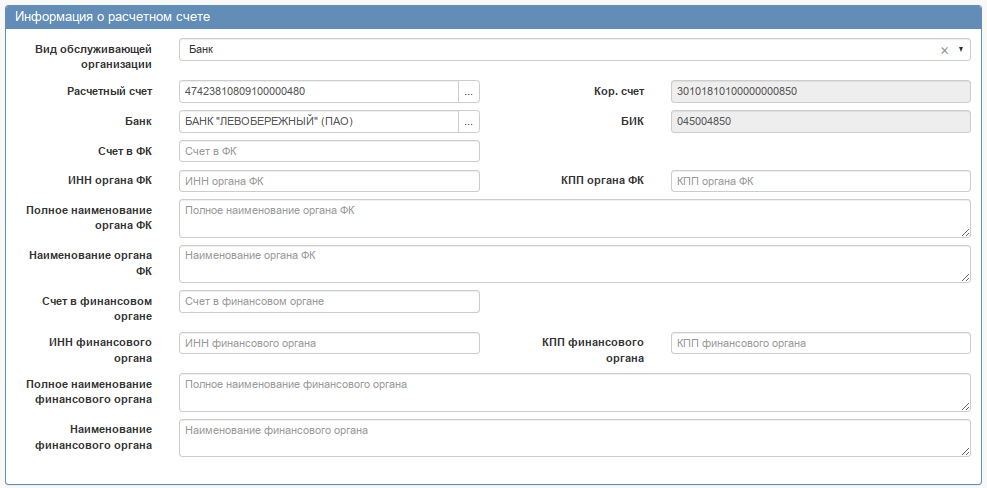 Информация о расчетном счете
Вид обслуживающей
организации
Банк × ▼
Расчетный счет 47423810809100000480 ... Кор. счет 30101810100000000850
Банк БАНК "ЛЕВОБЕРЕЖНЫЙ" (ПАО) ... БИК 045004850
Счет в ФК Счет в ФК
ИНН органа ФК ИНН органа ФК КПП органа ФК КПП органа ФК
Полное наименование
органа ФК
Полное наименование органа ФК
Наименование органа
ФК
Наименование органа ФК
Счет в финансовом
органе
Счет в финансовом органе
ИНН финансового
органа
ИНН финансового органа
КПП финансового
органа
КПП финансового органа
Полное наименование
финансового органа
Полное наименование финансового органа
Наименование
финансового органа
Наименование финансового органа